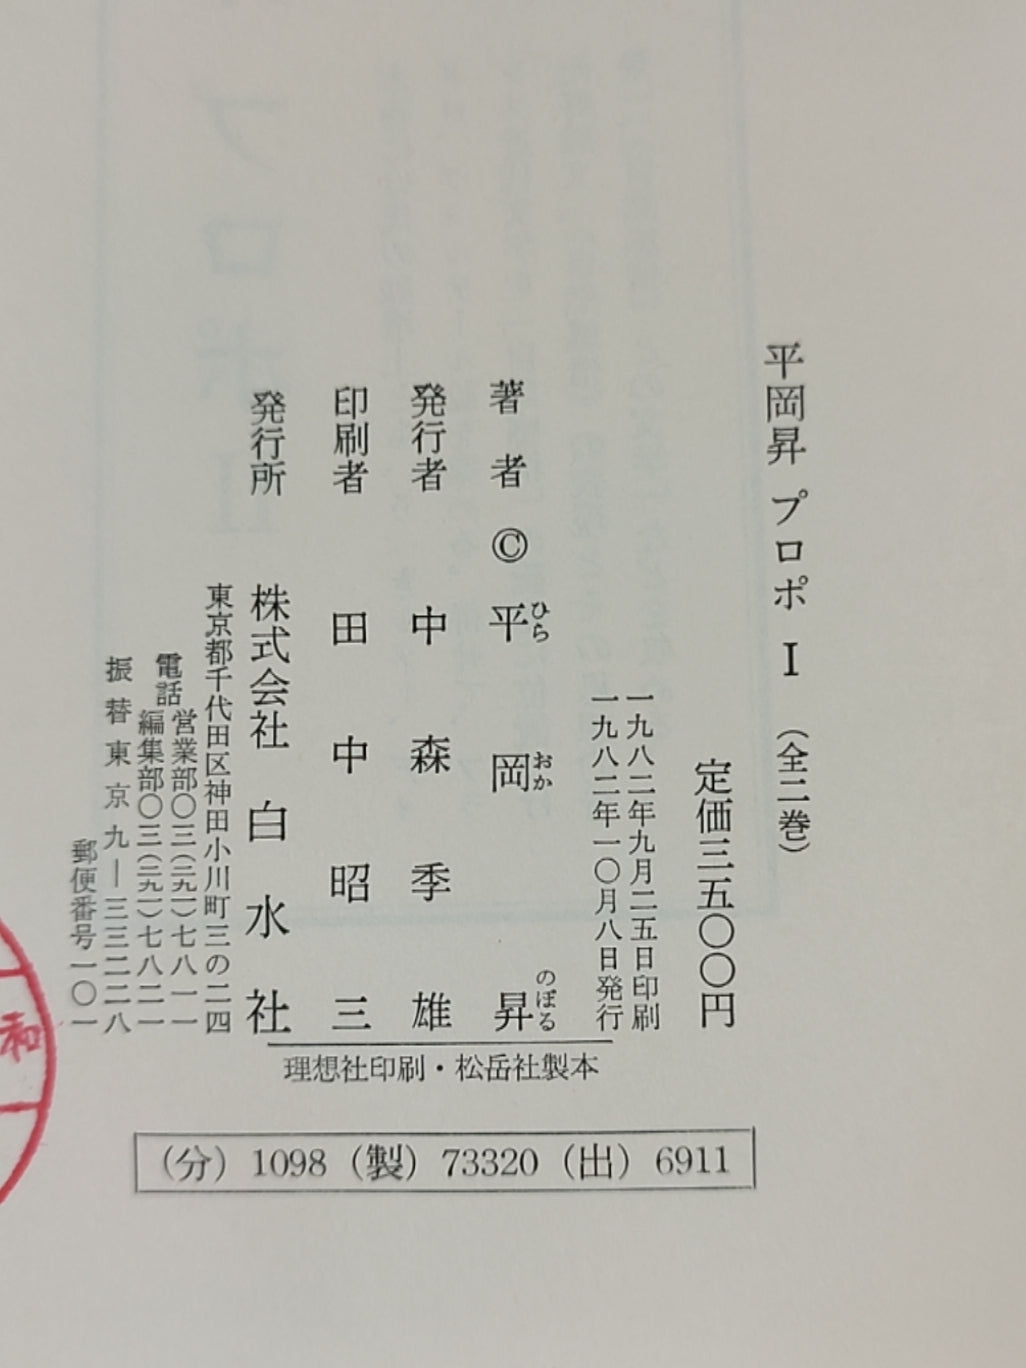 平岡昇 プロポ Ⅰ （全二巻）
定価三五〇〇円
一九八二年九月二五日印刷
一九八二年一〇月八日発行
著者 © 平岡昇
ひら おか のぼる
発行者 中森季雄
印刷者 田中昭三
発行所 株式会社 白水社
東京都千代田区神田小川町三の二四
電話 営業部〇三(二九一)七八一一
編集部〇三(二九一)七八二一
振替東京九―三三二二八
郵便番号一〇一
理想社印刷・松岳社製本
（分）1098（製）73320（出）6911
和